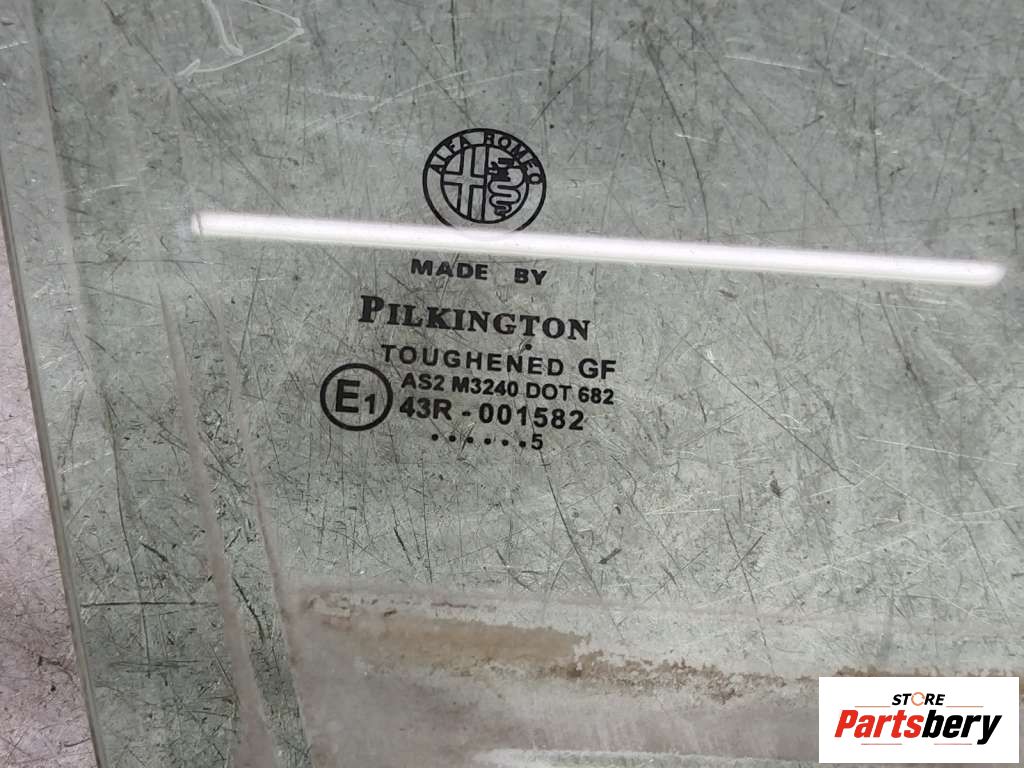 ALFA ROMEO
MADE BY
PILKINGTON
TOUGHENED GF
AS2 M3240 DOT 682
E1
43R - 001582
......5
STORE
Partsbery